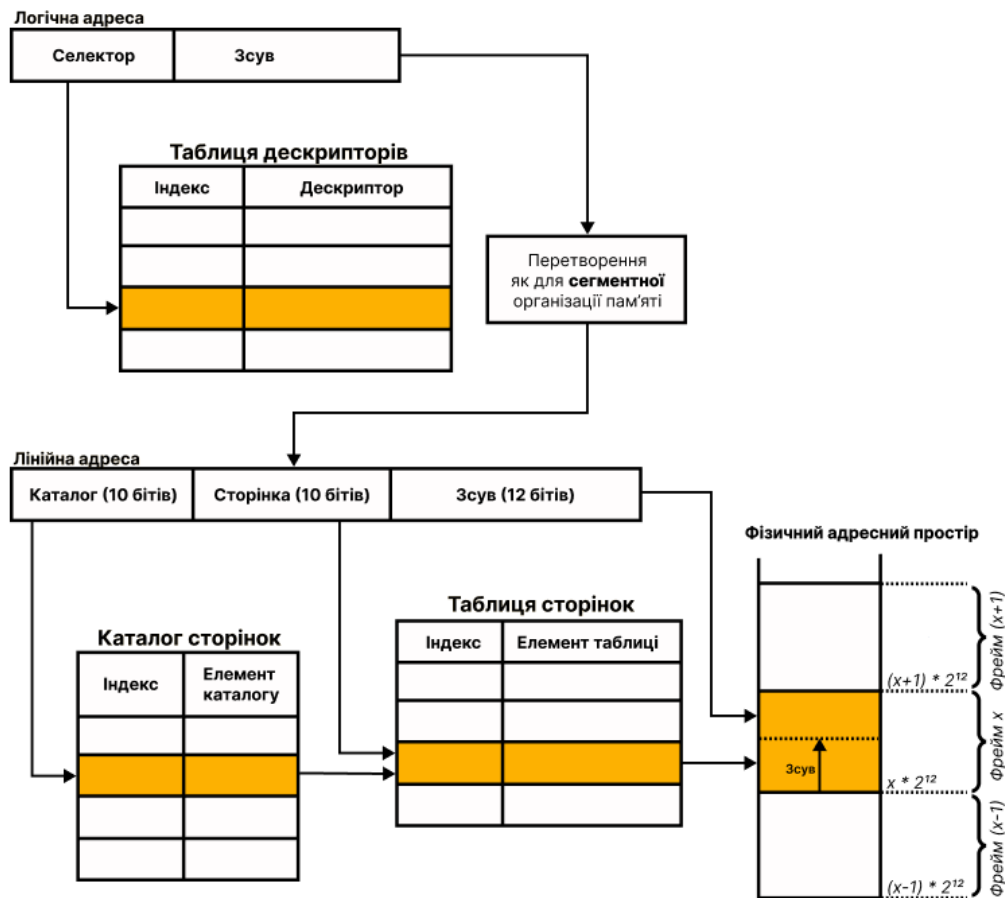 Логічна адреса
Селектор
Зсув
Таблиця дескрипторів
Індекс
Дескриптор
Перетворення
як для сегментної
організації пам'яті
Лінійна адреса
Каталог (10 бітів)
Сторінка (10 бітів)
Зсув (12 бітів)
Фізичний адресний простір
Таблиця сторінок
Індекс
Елемент таблиці
Каталог сторінок
Індекс
Елемент
каталогу
(x+1) * 2¹²
Фрейм (x+1)
Зсув
x * 2¹²
Фрейм x
(x-1) * 2¹²
Фрейм (x-1)